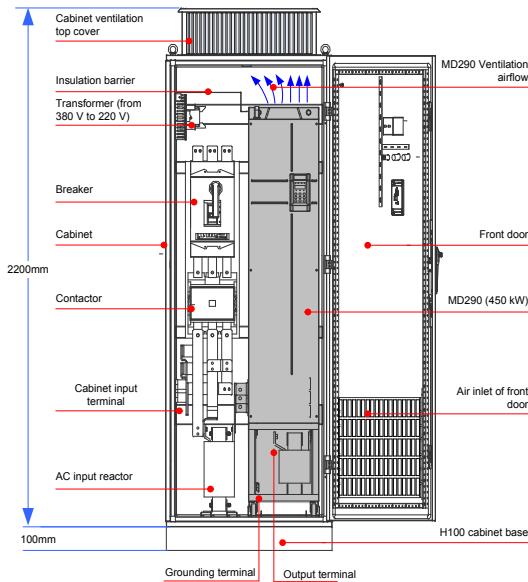 Cabinet ventilation
top cover
Insulation barrier
Transformer (from
380 V to 220 V)
Breaker
Cabinet
2200mm
Contactor
Cabinet input
terminal
AC input reactor
100mm
MD290 Ventilation
airflow
Front door
MD290 (450 kW)
Air inlet of front
door
H100 cabinet base
Grounding terminal
Output terminal